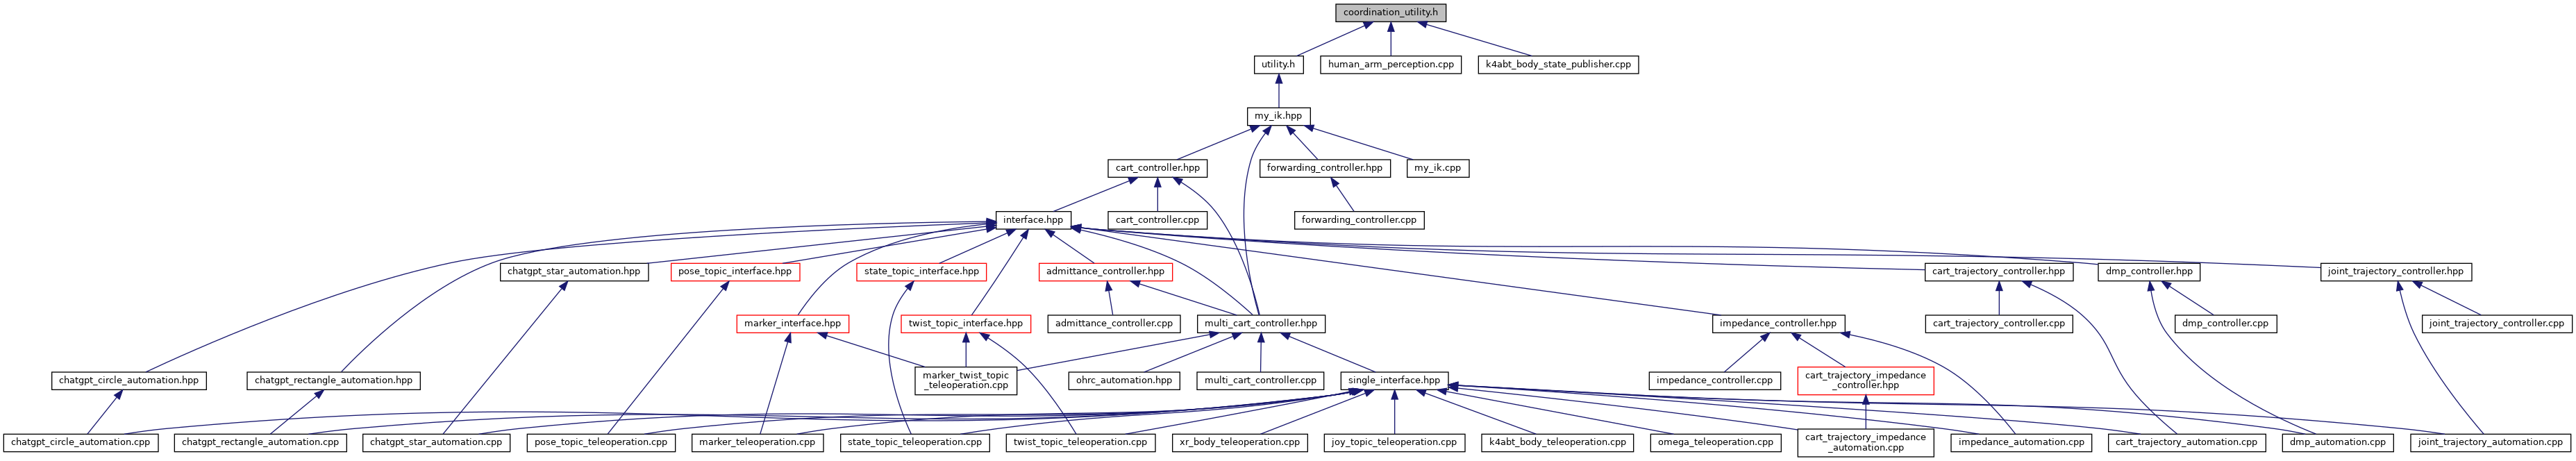 coordination_utility.h
utility.h
human_arm_perception.cpp
k4abt_body_state_publisher.cpp
my_ik.hpp
cart_controller.hpp
forwarding_controller.hpp
my_ik.cpp
interface.hpp
cart_controller.cpp
forwarding_controller.cpp
chatgpt_star_automation.hpp
pose_topic_interface.hpp
state_topic_interface.hpp
admittance_controller.hpp
cart_trajectory_controller.hpp
dmp_controller.hpp
joint_trajectory_controller.hpp
marker_interface.hpp
twist_topic_interface.hpp
admittance_controller.cpp
multi_cart_controller.hpp
impedance_controller.hpp
cart_trajectory_controller.cpp
dmp_controller.cpp
joint_trajectory_controller.cpp
chatgpt_circle_automation.hpp
chatgpt_rectangle_automation.hpp
marker_twist_topic
_teleoperation.cpp
ohrc_automation.hpp
multi_cart_controller.cpp
single_interface.hpp
impedance_controller.cpp
cart_trajectory_impedance
_controller.hpp
chatgpt_circle_automation.cpp
chatgpt_rectangle_automation.cpp
chatgpt_star_automation.cpp
pose_topic_teleoperation.cpp
marker_teleoperation.cpp
state_topic_teleoperation.cpp
twist_topic_teleoperation.cpp
xr_body_teleoperation.cpp
joy_topic_teleoperation.cpp
k4abt_body_teleoperation.cpp
omega_teleoperation.cpp
cart_trajectory_impedance
_automation.cpp
impedance_automation.cpp
cart_trajectory_automation.cpp
dmp_automation.cpp
joint_trajectory_automation.cpp